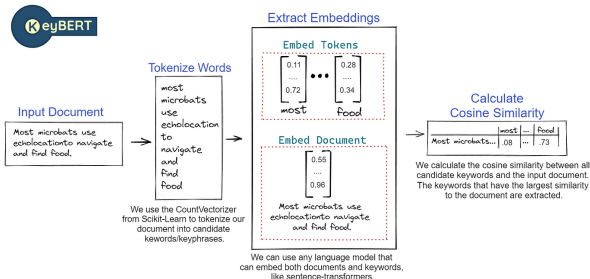 KeyBERT
Extract Embeddings
Embed Tokens
0.11 0.28
.... ••• ....
0.72 0.34
most food
Tokenize Words
most
microbats
use
echolocation
to
navigate
and
find
food
Input Document
Most microbats use
echolocationto navigate
and find food.
Embed Document
0.55
....
0.96
Most microbats use
echolocationto navigate
and find food.
Calculate
Cosine Similarity
most ... food
Most microbats... .08 ... .73
We calculate the cosine similarity between all
candidate keywords and the input document.
The keywords that have the largest similarity
to the document are extracted.
We use the CountVectorizer
from Scikit-Learn to tokenize our
document into candidate
kewords/keyphrases.
We can use any language model that
can embed both documents and keywords,
like sentence-transformers.